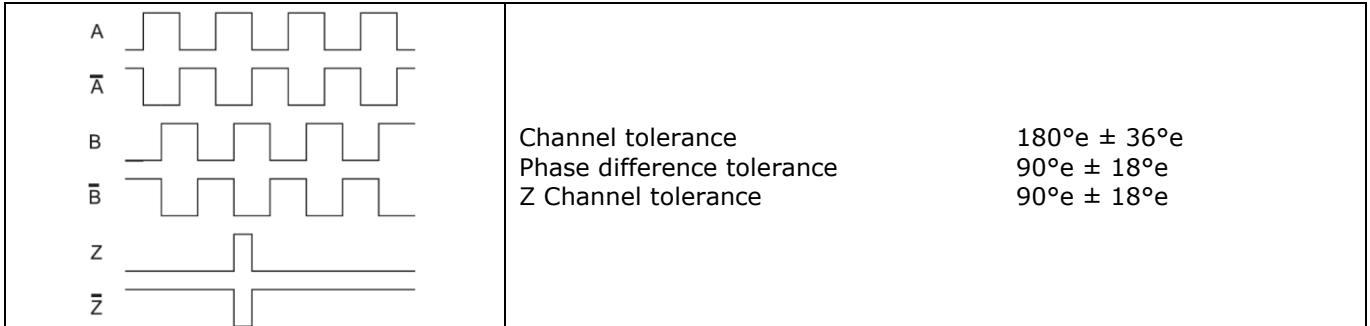 A
A̅
B
B̅
Z
Z̅
Channel tolerance 180°e ± 36°e
Phase difference tolerance 90°e ± 18°e
Z Channel tolerance 90°e ± 18°e